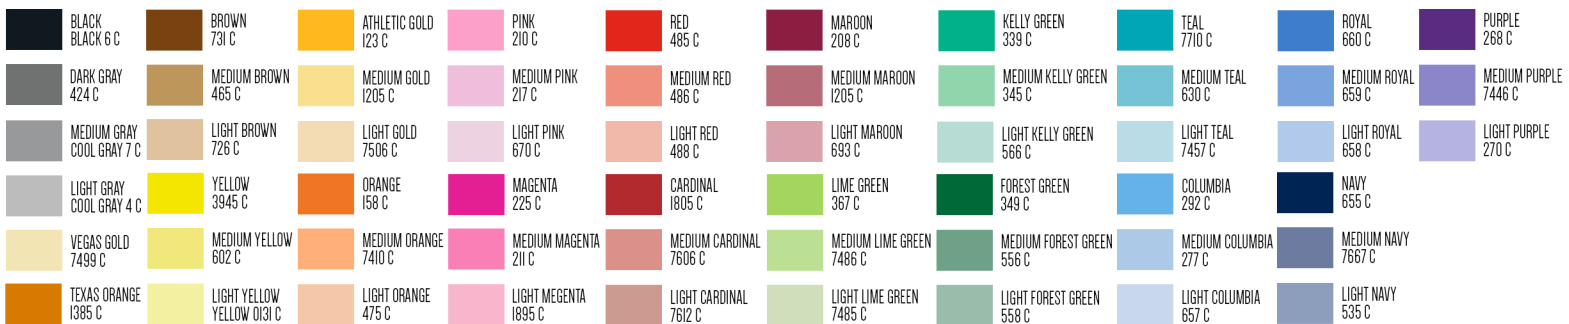 BLACK
BLACK 6 C
DARK GRAY
424 C
MEDIUM GRAY
COOL GRAY 7 C
LIGHT GRAY
COOL GRAY 4 C
VEGAS GOLD
7499 C
TEXAS ORANGE
1385 C
BROWN
731 C
MEDIUM BROWN
465 C
LIGHT BROWN
726 C
YELLOW
3945 C
MEDIUM YELLOW
602 C
LIGHT YELLOW
YELLOW 0131 C
ATHLETIC GOLD
123 C
MEDIUM GOLD
1205 C
LIGHT GOLD
7506 C
ORANGE
158 C
MEDIUM ORANGE
7410 C
LIGHT ORANGE
475 C
PINK
210 C
MEDIUM PINK
217 C
LIGHT PINK
670 C
MAGENTA
225 C
MEDIUM MAGENTA
211 C
LIGHT MEGENTA
1895 C
RED
485 C
MEDIUM RED
486 C
LIGHT RED
488 C
CARDINAL
1805 C
MEDIUM CARDINAL
7606 C
LIGHT CARDINAL
7612 C
MAROON
208 C
MEDIUM MAROON
1205 C
LIGHT MAROON
693 C
LIME GREEN
367 C
MEDIUM LIME GREEN
7486 C
LIGHT LIME GREEN
7485 C
KELLY GREEN
339 C
MEDIUM KELLY GREEN
345 C
LIGHT KELLY GREEN
566 C
FOREST GREEN
349 C
MEDIUM FOREST GREEN
556 C
LIGHT FOREST GREEN
558 C
TEAL
7710 C
MEDIUM TEAL
630 C
LIGHT TEAL
7457 C
COLUMBIA
292 C
MEDIUM COLUMBIA
277 C
LIGHT COLUMBIA
657 C
ROYAL
660 C
MEDIUM ROYAL
659 C
LIGHT ROYAL
658 C
NAVY
655 C
MEDIUM NAVY
7667 C
LIGHT NAVY
535 C
PURPLE
268 C
MEDIUM PURPLE
7446 C
LIGHT PURPLE
270 C